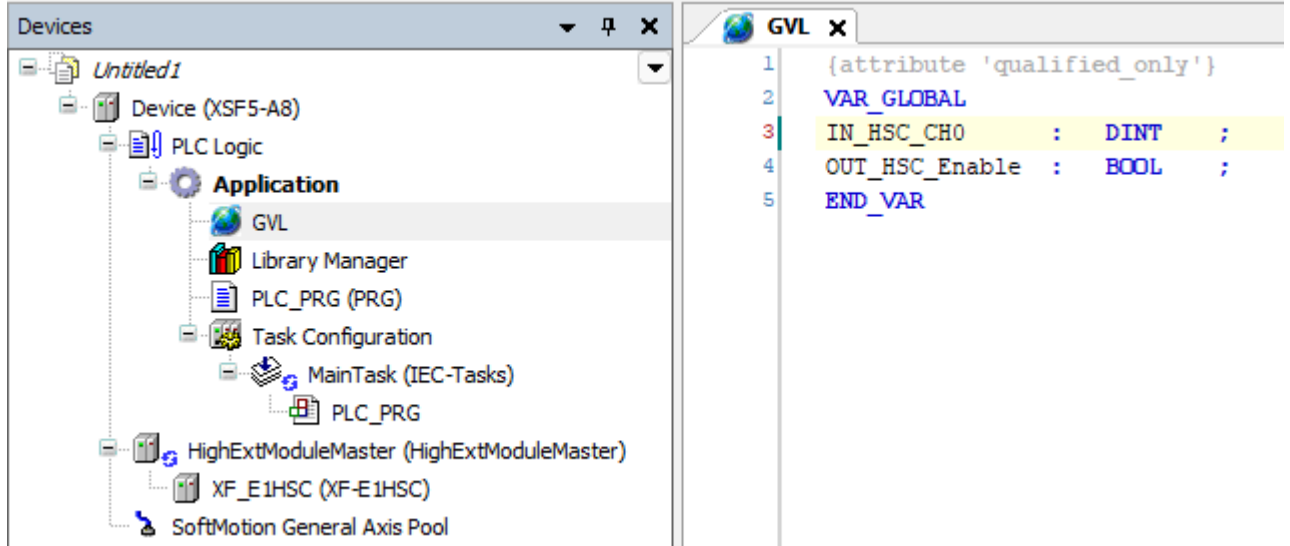 Devices
Untitled1
Device (XSF5-A8)
PLC Logic
Application
GVL
Library Manager
PLC_PRG (PRG)
Task Configuration
MainTask (IEC-Tasks)
PLC_PRG
HighExtModuleMaster (HighExtModuleMaster)
XF_E1HSC (XF-E1HSC)
SoftMotion General Axis Pool
GVL
1 {attribute 'qualified_only'}
2 VAR_GLOBAL
3 IN_HSC_CH0 : DINT ;
4 OUT_HSC_Enable : BOOL ;
5 END_VAR